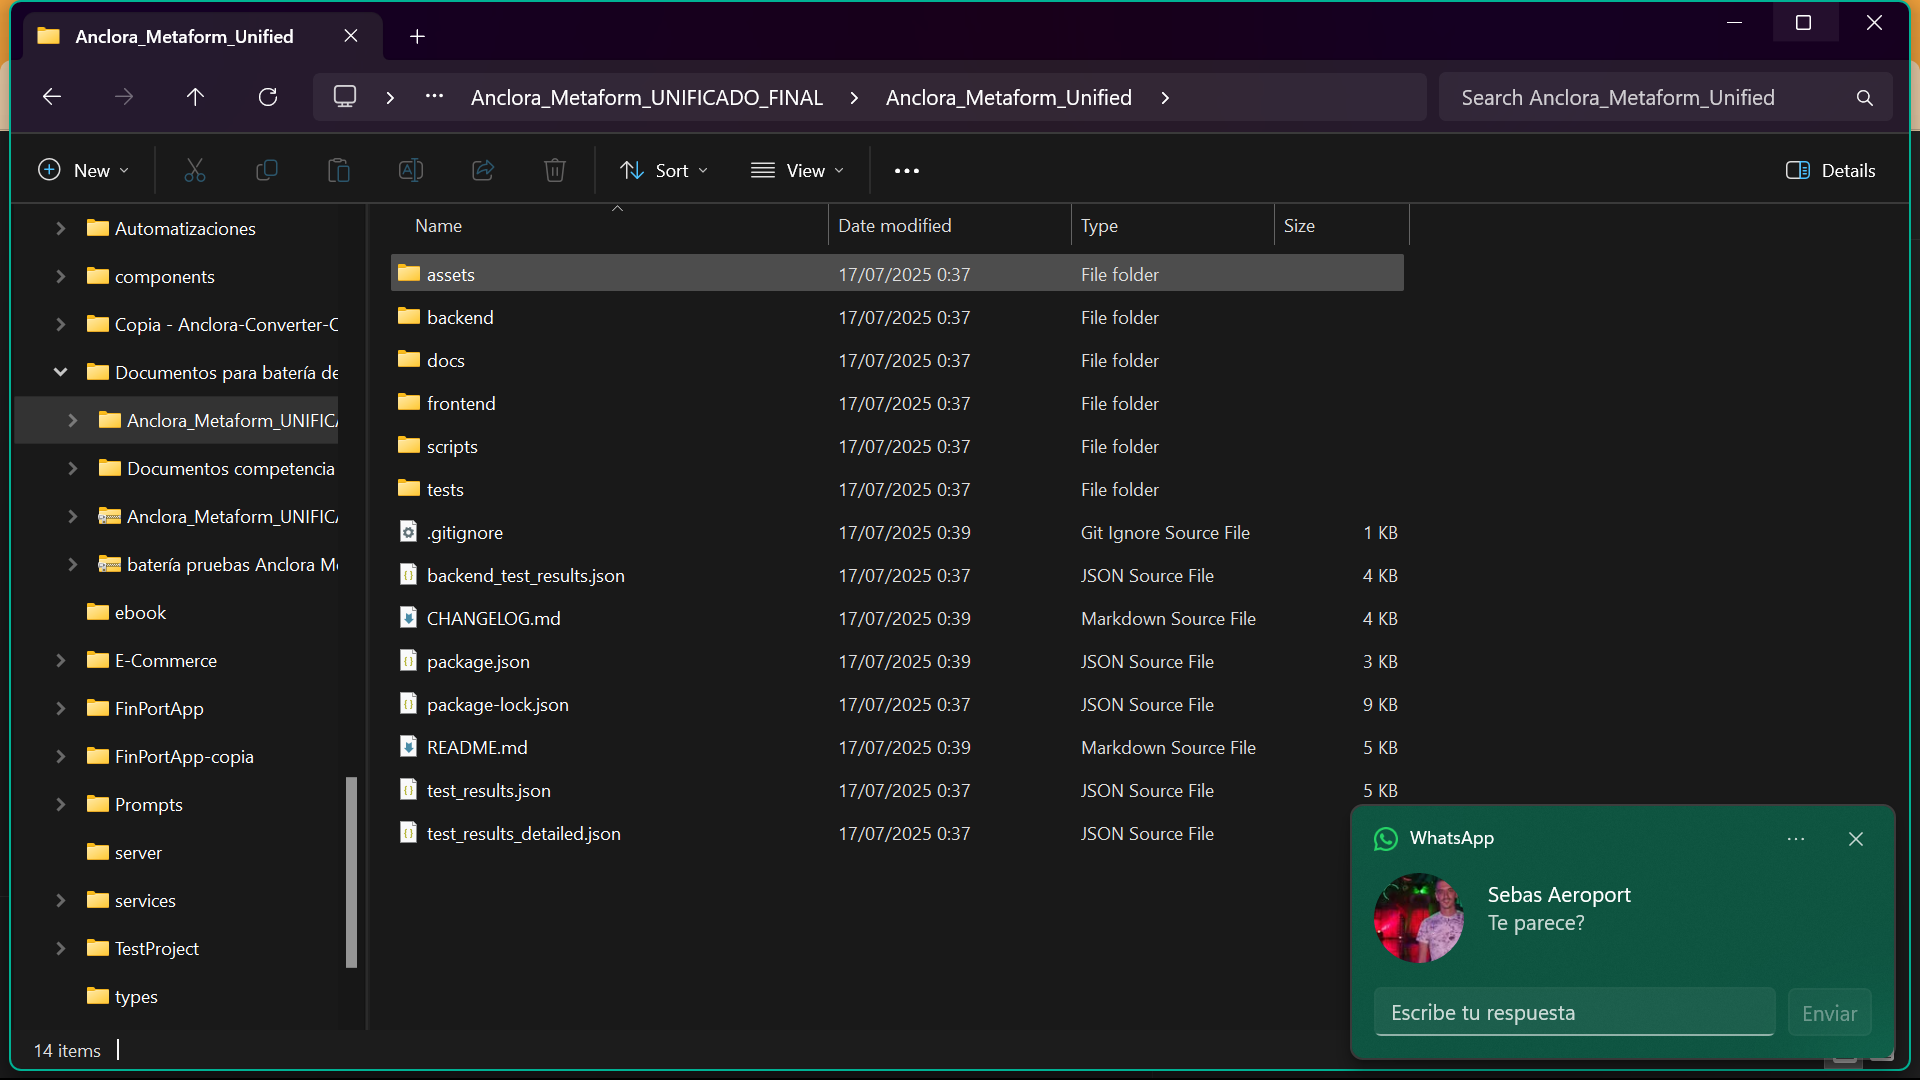 Anclora_Metaform_Unified
Anclora_Metaform_UNIFICADO_FINAL
Anclora_Metaform_Unified
Search Anclora_Metaform_Unified
New
Sort
View
Details
Name
Date modified
Type
Size
Automatizaciones
components
Copia - Anclora-Converter-C
Documentos para batería de
Anclora_Metaform_UNIFICA
Documentos competencia
Anclora_Metaform_UNIFICA
batería pruebas Anclora Me
ebook
E-Commerce
FinPortApp
FinPortApp-copia
Prompts
server
services
TestProject
types
assets 17/07/2025 0:37 File folder
backend 17/07/2025 0:37 File folder
docs 17/07/2025 0:37 File folder
frontend 17/07/2025 0:37 File folder
scripts 17/07/2025 0:37 File folder
tests 17/07/2025 0:37 File folder
.gitignore 17/07/2025 0:39 Git Ignore Source File 1 KB
backend_test_results.json 17/07/2025 0:37 JSON Source File 4 KB
CHANGELOG.md 17/07/2025 0:39 Markdown Source File 4 KB
package.json 17/07/2025 0:39 JSON Source File 3 KB
package-lock.json 17/07/2025 0:37 JSON Source File 9 KB
README.md 17/07/2025 0:39 Markdown Source File 5 KB
test_results.json 17/07/2025 0:37 JSON Source File 5 KB
test_results_detailed.json 17/07/2025 0:37 JSON Source File
WhatsApp
Sebas Aeroport
Te parece?
Escribe tu respuesta
Enviar
14 items